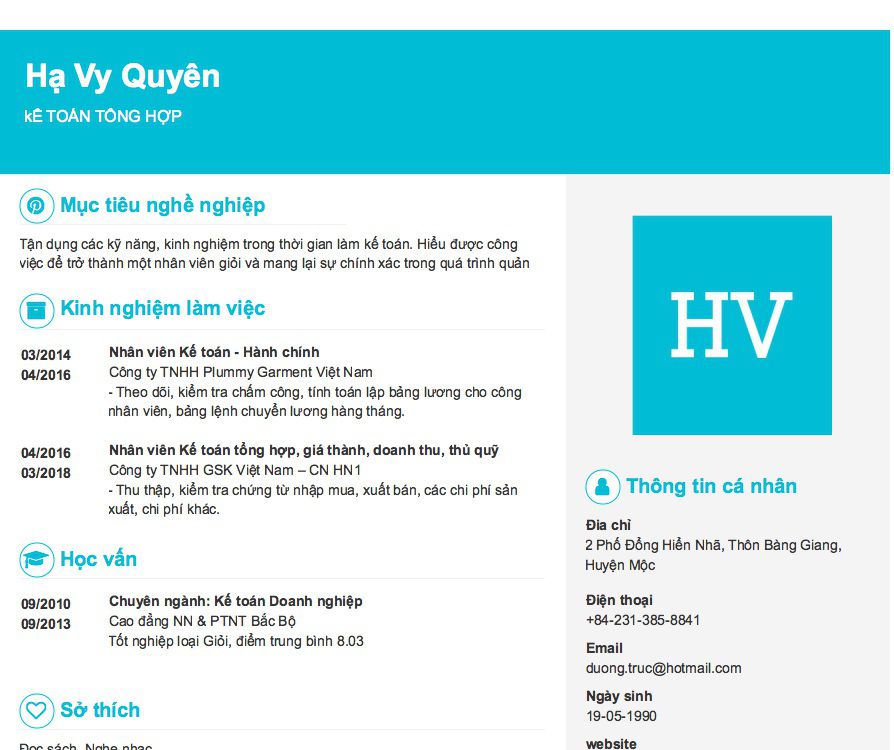 Hạ Vy Quyên
kẾ TOÁN TỔNG HỢP
Mục tiêu nghề nghiệp
Tận dụng các kỹ năng, kinh nghiệm trong thời gian làm kế toán. Hiểu được công
việc để trở thành một nhân viên giỏi và mang lại sự chính xác trong quá trình quản
Kinh nghiệm làm việc
03/2014
04/2016
Nhân viên Kế toán - Hành chính
Công ty TNHH Plummy Garment Việt Nam
- Theo dõi, kiểm tra chấm công, tính toán lập bảng lương cho công
nhân viên, bảng lệnh chuyển lương hàng tháng.
04/2016
03/2018
Nhân viên Kế toán tổng hợp, giá thành, doanh thu, thủ quỹ
Công ty TNHH GSK Việt Nam – CN HN1
- Thu thập, kiểm tra chứng từ nhập mua, xuất bán, các chi phí sản
xuất, chi phí khác.
Học vấn
09/2010
09/2013
Chuyên ngành: Kế toán Doanh nghiệp
Cao đẳng NN & PTNT Bắc Bộ
Tốt nghiệp loại Giỏi, điểm trung bình 8.03
Sở thích
Đọc sách, Nghe nhạc
HV
Thông tin cá nhân
Địa chỉ
2 Phố Đồng Hiển Nhã, Thôn Bàng Giang,
Huyện Mộc
Điện thoại
+84-231-385-8841
Email
duong.truc@hotmail.com
Ngày sinh
19-05-1990
website